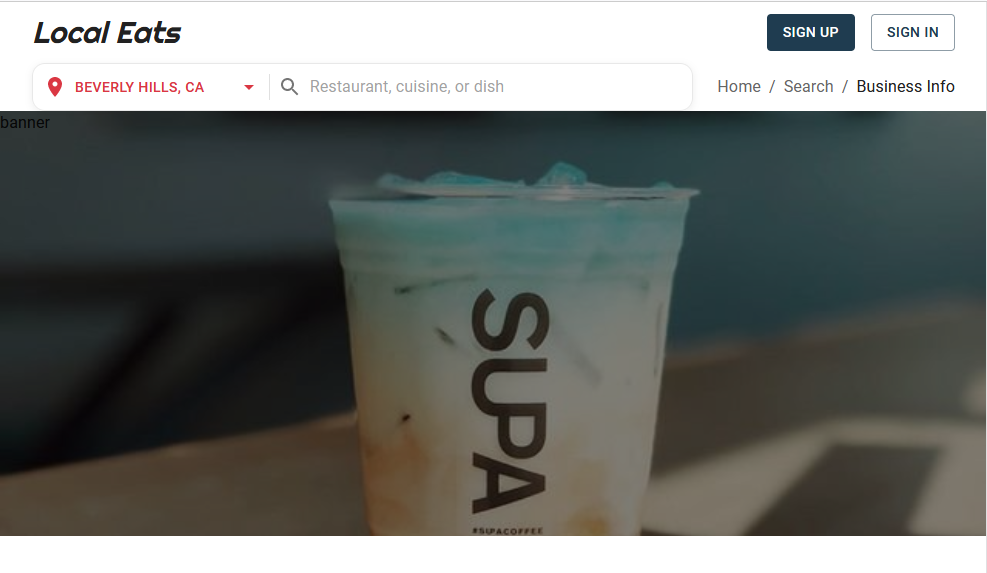 Local Eats
SIGN UP
SIGN IN
BEVERLY HILLS, CA
Restaurant, cuisine, or dish
Home / Search / Business Info
banner
SUPA
#SUPACOFFEE